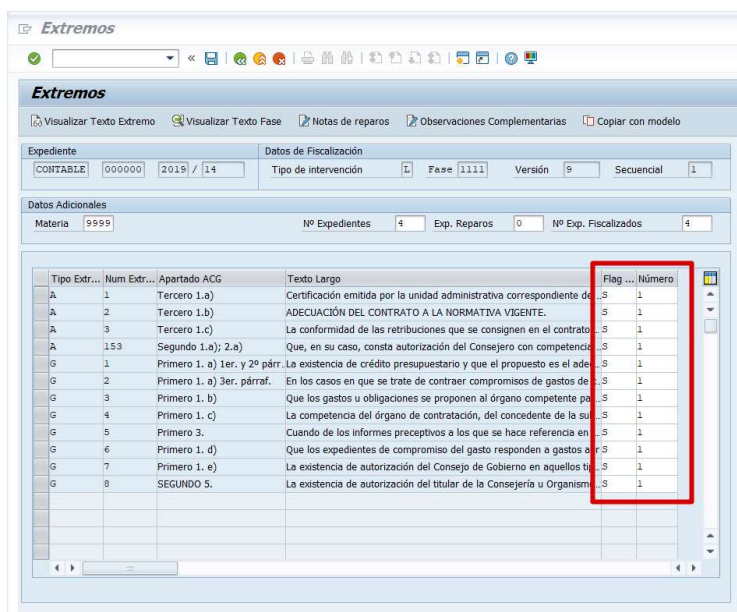 Extremos
Extremos
Visualizar Texto Extremo Visualizar Texto Fase Notas de reparos Observaciones Complementarias Copiar con modelo
Expediente Datos de Fiscalización
CONTABLE 000000 2019 / 14 Tipo de intervención L Fase 1111 Versión 9 Secuencial 1
Datos Adicionales
Materia 9999 Nº Expedientes 4 Exp. Reparos 0 Nº Exp. Fiscalizados 4
Tipo Extr... Num Extr... Apartado ACG Texto Largo Flag ... Número
A 1 Tercero 1.a) Certificación emitida por la unidad administrativa correspondiente de ... S 1
A 2 Tercero 1.b) ADECUACIÓN DEL CONTRATO A LA NORMATIVA VIGENTE. S 1
A 3 Tercero 1.c) La conformidad de las retribuciones que se consignen en el contrato ... S 1
A 153 Segundo 1.a); 2.a) Que, en su caso, consta autorización del Consejero con competencia ... S 1
G 1 Primero 1. a) 1er. y 2º párr.. La existencia de crédito presupuestario y que el propuesto es el ade... S 1
G 2 Primero 1. a) 3er. párraf. En los casos en que se trate de contraer compromisos de gastos de ... S 1
G 3 Primero 1. b) Que los gastos u obligaciones se proponen al órgano competente pa... S 1
G 4 Primero 1. c) La competencia del órgano de contratación, del concedente de la su... S 1
G 5 Primero 3. Cuando de los informes preceptivos a los que se hace referencia en ... S 1
G 6 Primero 1. d) Que los expedientes de compromiso del gasto responden a gastos S 1
G 7 Primero 1. e) La existencia de autorización del Consejo de Gobierno en aquellos ... S 1
G 8 SEGUNDO 5. La existencia de autorización del titular de la Consejería u Organismo ... S 1